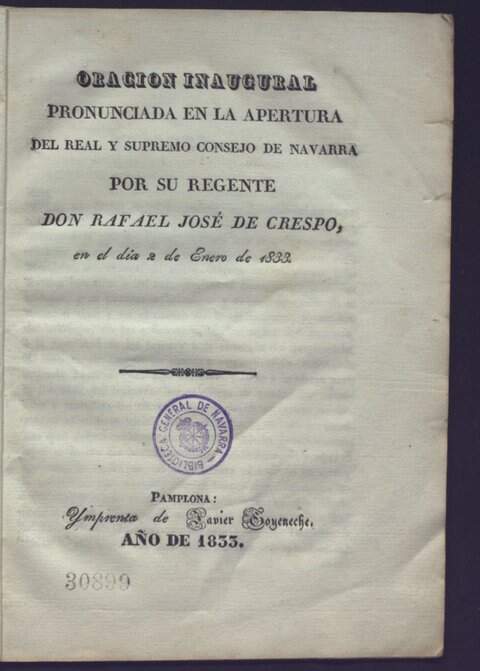 ORACION INAUGURAL
PRONUNCIADA EN LA APERTURA
DEL REAL Y SUPREMO CONSEJO DE NAVARRA
POR SU REGENTE
DON RAFAEL JOSÉ DE CRESPO,
en el dia 2 de Enero de 1833.
BIBLIOTECA GENERAL DE NAVARRA
PAMPLONA:
Ymprenta de Javier Goyeneche.
AÑO DE 1833.
30899